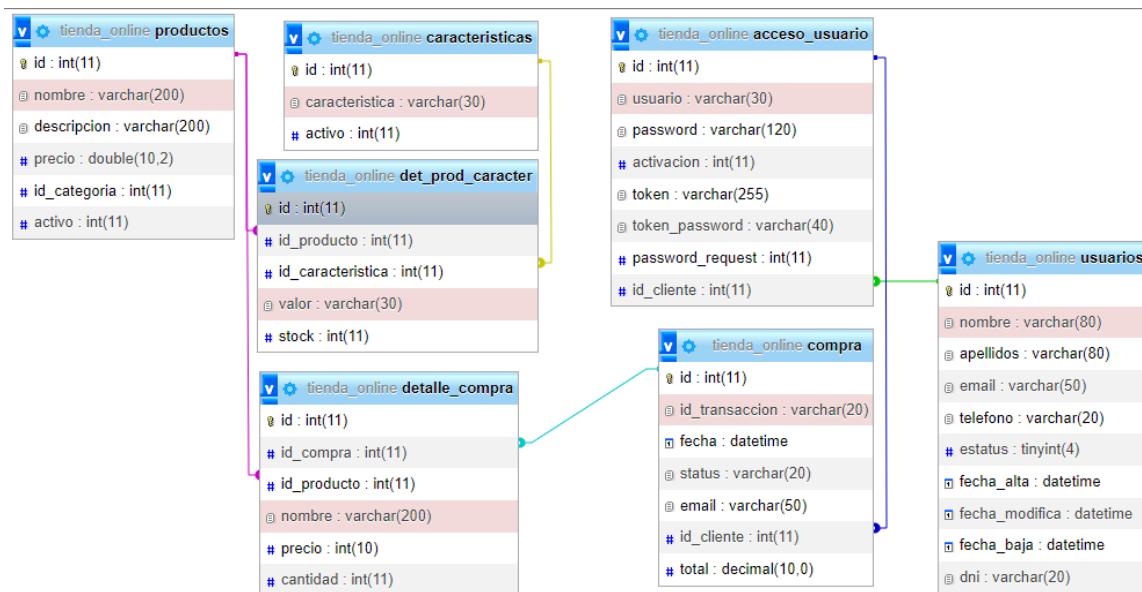 tienda_online productos
id : int(11)
nombre : varchar(200)
descripcion : varchar(200)
# precio : double(10,2)
# id_categoria : int(11)
# activo : int(11)
tienda_online caracteristicas
id : int(11)
caracteristica : varchar(30)
# activo : int(11)
tienda_online det_prod_caracter
id : int(11)
# id_producto : int(11)
# id_caracteristica : int(11)
valor : varchar(30)
# stock : int(11)
tienda_online detalle_compra
id : int(11)
# id_compra : int(11)
# id_producto : int(11)
nombre : varchar(200)
# precio : int(10)
# cantidad : int(11)
tienda_online acceso_usuario
id : int(11)
usuario : varchar(30)
password : varchar(120)
# activacion : int(11)
token : varchar(255)
token_password : varchar(40)
# password_request : int(11)
# id_cliente : int(11)
tienda_online compra
id : int(11)
id_transaccion : varchar(20)
fecha : datetime
status : varchar(20)
email : varchar(50)
# id_cliente : int(11)
# total : decimal(10,0)
tienda_online usuarios
id : int(11)
nombre : varchar(80)
apellidos : varchar(80)
email : varchar(50)
telefono : varchar(20)
# estatus : tinyint(4)
fecha_alta : datetime
fecha_modifica : datetime
fecha_baja : datetime
dni : varchar(20)